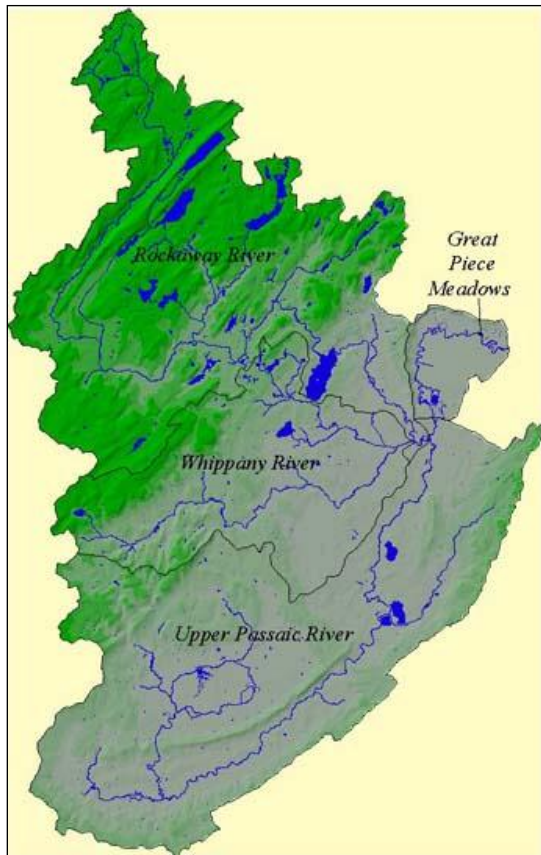 Rockaway River
Great
Piece
Meadows
Whippany River
Upper Passaic River